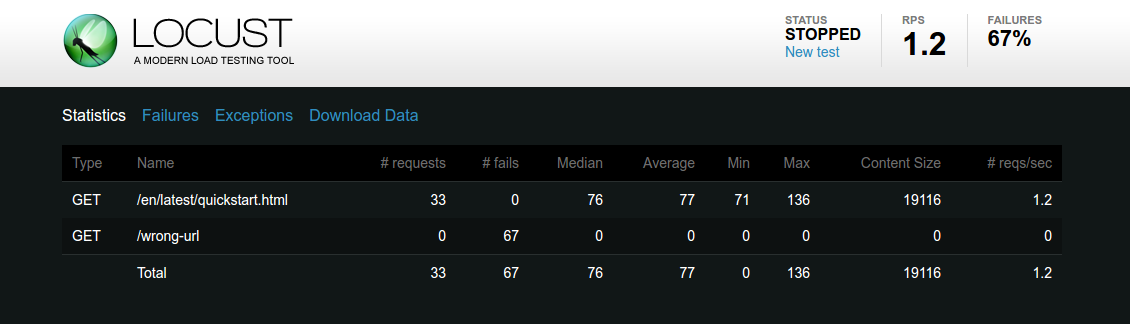 LOCUST
A MODERN LOAD TESTING TOOL
STATUS
STOPPED
New test
RPS
1.2
FAILURES
67%
Statistics Failures Exceptions Download Data
Type Name # requests # fails Median Average Min Max Content Size # reqs/sec
GET /en/latest/quickstart.html 33 0 76 77 71 136 19116 1.2
GET /wrong-url 0 67 0 0 0 0 0 0
Total 33 67 76 77 0 136 19116 1.2